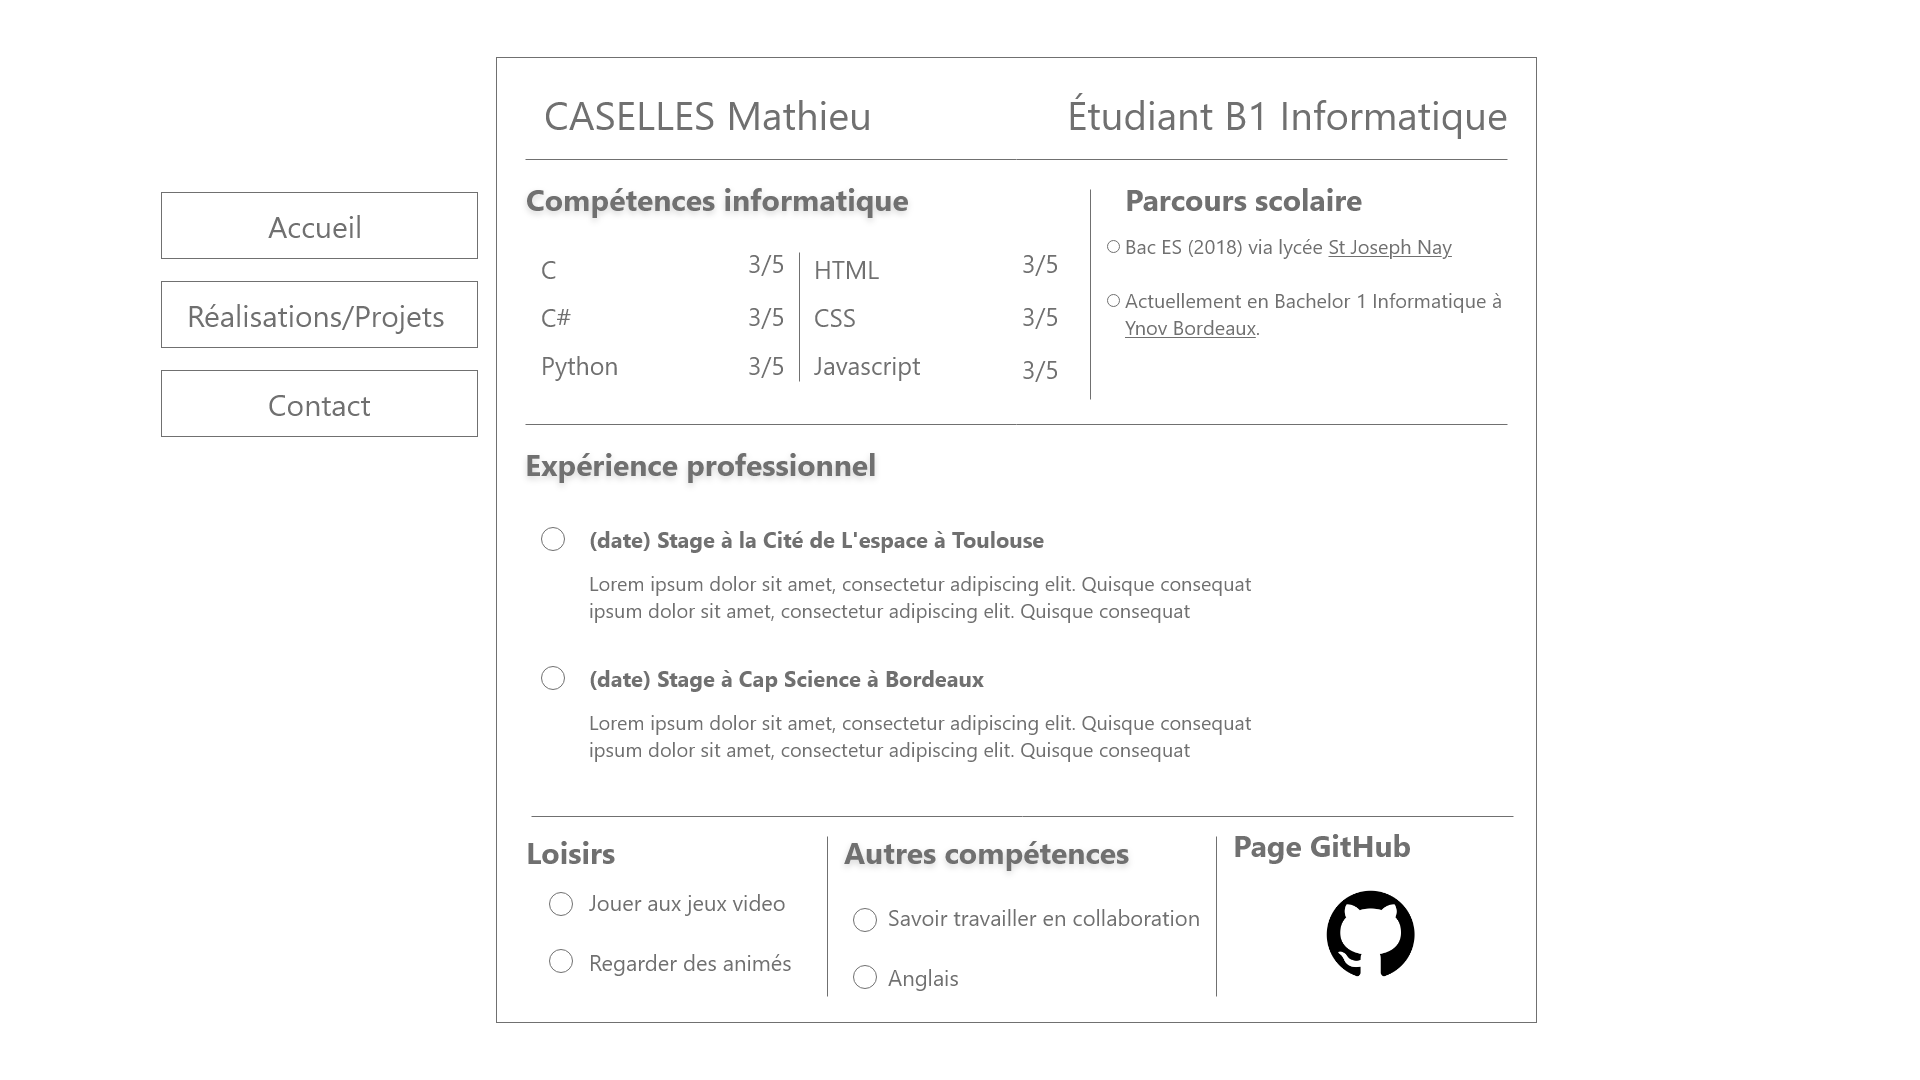 CASELLES Mathieu
Étudiant B1 Informatique
Accueil
Réalisations/Projets
Contact
Compétences informatique
C 3/5
C# 3/5
Python 3/5
HTML 3/5
CSS 3/5
Javascript 3/5
Parcours scolaire
Bac ES (2018) via lycée St Joseph Nay
Actuellement en Bachelor 1 Informatique à
Ynov Bordeaux.
Expérience professionnel
(date) Stage à la Cité de L'espace à Toulouse
Lorem ipsum dolor sit amet, consectetur adipiscing elit. Quisque consequat
ipsum dolor sit amet, consectetur adipiscing elit. Quisque consequat
(date) Stage à Cap Science à Bordeaux
Lorem ipsum dolor sit amet, consectetur adipiscing elit. Quisque consequat
ipsum dolor sit amet, consectetur adipiscing elit. Quisque consequat
Loisirs
Jouer aux jeux video
Regarder des animés
Autres compétences
Savoir travailler en collaboration
Anglais
Page GitHub